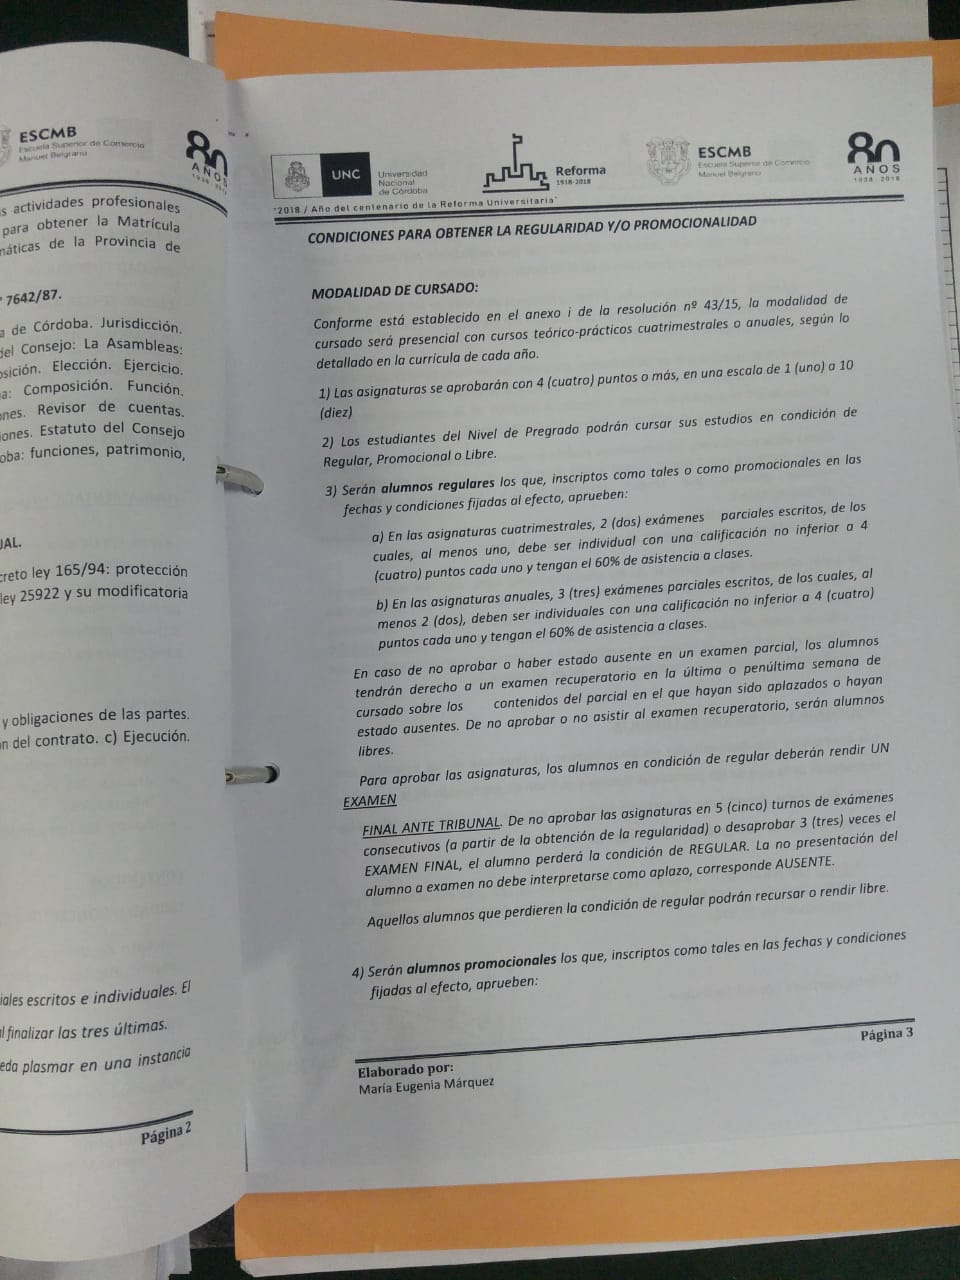 ESCMB
Escuela Superior de Comercio
Manuel Belgrano
80
AÑOS
1938-2018
s actividades profesionales
para obtener la Matrícula
máticas de la Provincia de
° 7642/87.
a de Córdoba. Jurisdicción.
del Consejo: La Asambleas:
osición. Elección. Ejercicio.
a: Composición. Función.
ones. Revisor de cuentas.
iones. Estatuto del Consejo
oba: funciones, patrimonio,
UAL.
creto ley 165/94: protección
ley 25922 y su modificatoria
y obligaciones de las partes.
n del contrato. c) Ejecución.
iales escritos e individuales. El
l finalizar las tres últimas.
eda plasmar en una instancia
Página 2
UNC
Universidad
Nacional
de Córdoba
Reforma
1918-2018
ESCMB
Escuela Superior de Comercio
Manuel Belgrano
80
AÑOS
1938-2018
"2018 / Año del centenario de la Reforma Universitaria"
CONDICIONES PARA OBTENER LA REGULARIDAD Y/O PROMOCIONALIDAD
MODALIDAD DE CURSADO:
Conforme está establecido en el anexo i de la resolución nº 43/15, la modalidad de
cursado será presencial con cursos teórico-prácticos cuatrimestrales o anuales, según lo
detallado en la currícula de cada año.
1) Las asignaturas se aprobarán con 4 (cuatro) puntos o más, en una escala de 1 (uno) a 10
(diez)
2) Los estudiantes del Nivel de Pregrado podrán cursar sus estudios en condición de
Regular, Promocional o Libre.
3) Serán alumnos regulares los que, inscriptos como tales o como promocionales en las
fechas y condiciones fijadas al efecto, aprueben:
a) En las asignaturas cuatrimestrales, 2 (dos) exámenes parciales escritos, de los
cuales, al menos uno, debe ser individual con una calificación no inferior a 4
(cuatro) puntos cada uno y tengan el 60% de asistencia a clases.
b) En las asignaturas anuales, 3 (tres) exámenes parciales escritos, de los cuales, al
menos 2 (dos), deben ser individuales con una calificación no inferior a 4 (cuatro)
puntos cada uno y tengan el 60% de asistencia a clases.
En caso de no aprobar o haber estado ausente en un examen parcial, los alumnos
tendrán derecho a un examen recuperatorio en la última o penúltima semana de
cursado sobre los contenidos del parcial en el que hayan sido aplazados o hayan
estado ausentes. De no aprobar o no asistir al examen recuperatorio, serán alumnos
libres.
Para aprobar las asignaturas, los alumnos en condición de regular deberán rendir UN
EXAMEN
FINAL ANTE TRIBUNAL. De no aprobar las asignaturas en 5 (cinco) turnos de exámenes
consecutivos (a partir de la obtención de la regularidad) o desaprobar 3 (tres) veces el
EXAMEN FINAL, el alumno perderá la condición de REGULAR. La no presentación del
alumno a examen no debe interpretarse como aplazo, corresponde AUSENTE.
Aquellos alumnos que perdieren la condición de regular podrán recursar o rendir libre.
4) Serán alumnos promocionales los que, inscriptos como tales en las fechas y condiciones
fijadas al efecto, aprueben:
Página 3
Elaborado por:
María Eugenia Márquez